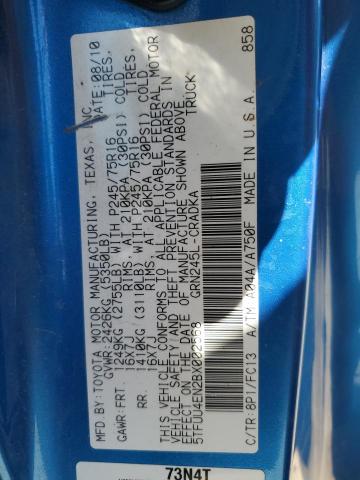 MFD. BY: TOYOTA MOTOR MANUFACTURING, TEXAS, INC.
GVWR: 2426KG (5350LB) DATE: 08/10
GAWR: FRT. 1249KG (2755LB) WITH P245/75R16 TIRES,
16X7J RIMS, AT 210KPA (30PSI) COLD
RR. 1410KG (3110LB) WITH P245/75R16 TIRES,
16X7J RIMS, AT 210KPA (30PSI) COLD
THIS VEHICLE CONFORMS TO ALL APPLICABLE FEDERAL MOTOR
VEHICLE SAFETY AND THEFT PREVENTION STANDARDS IN
EFFECT ON THE DATE OF MANUFACTURE SHOWN ABOVE
5TFUU4EN2BX002568 TRUCK
GRN245L-CRADKA
C/TR:8P1/FC13 A/TM A04A/A750F MADE IN U.S.A. 858
73N4T